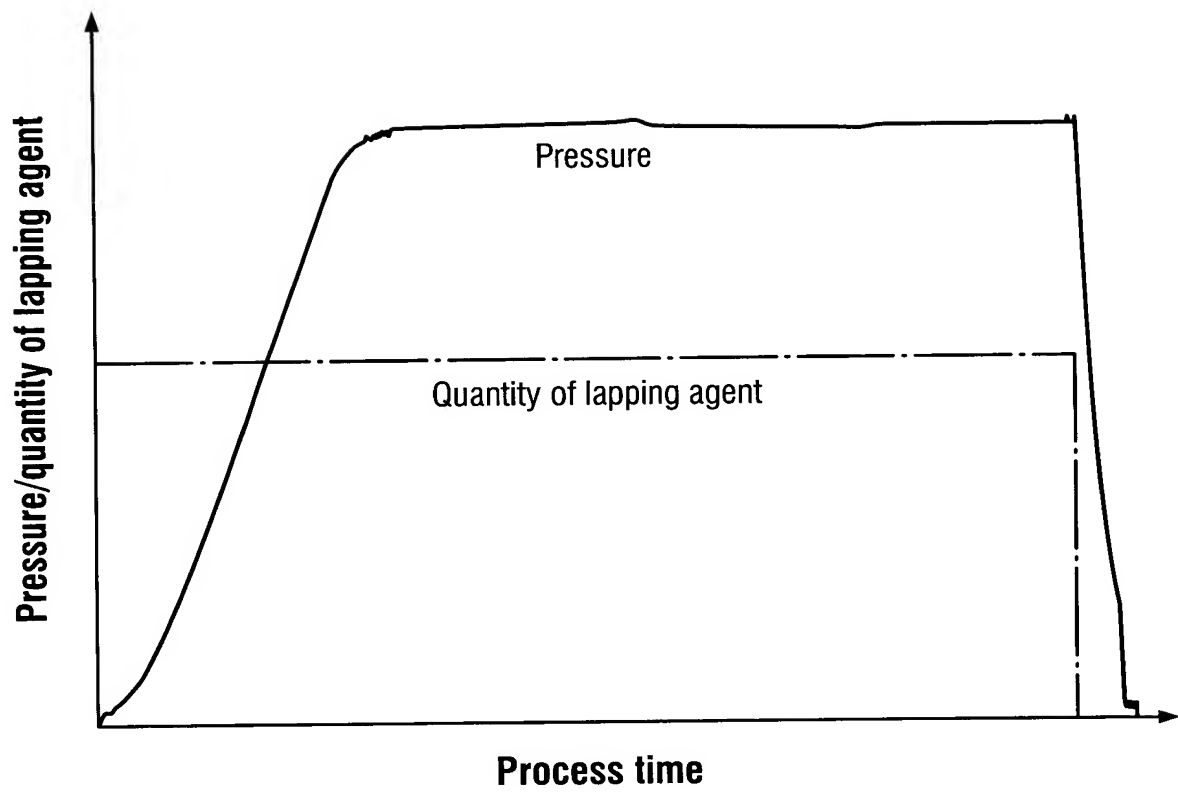 Pressure/quantity of lapping agent
Pressure
Quantity of lapping agent
Process time